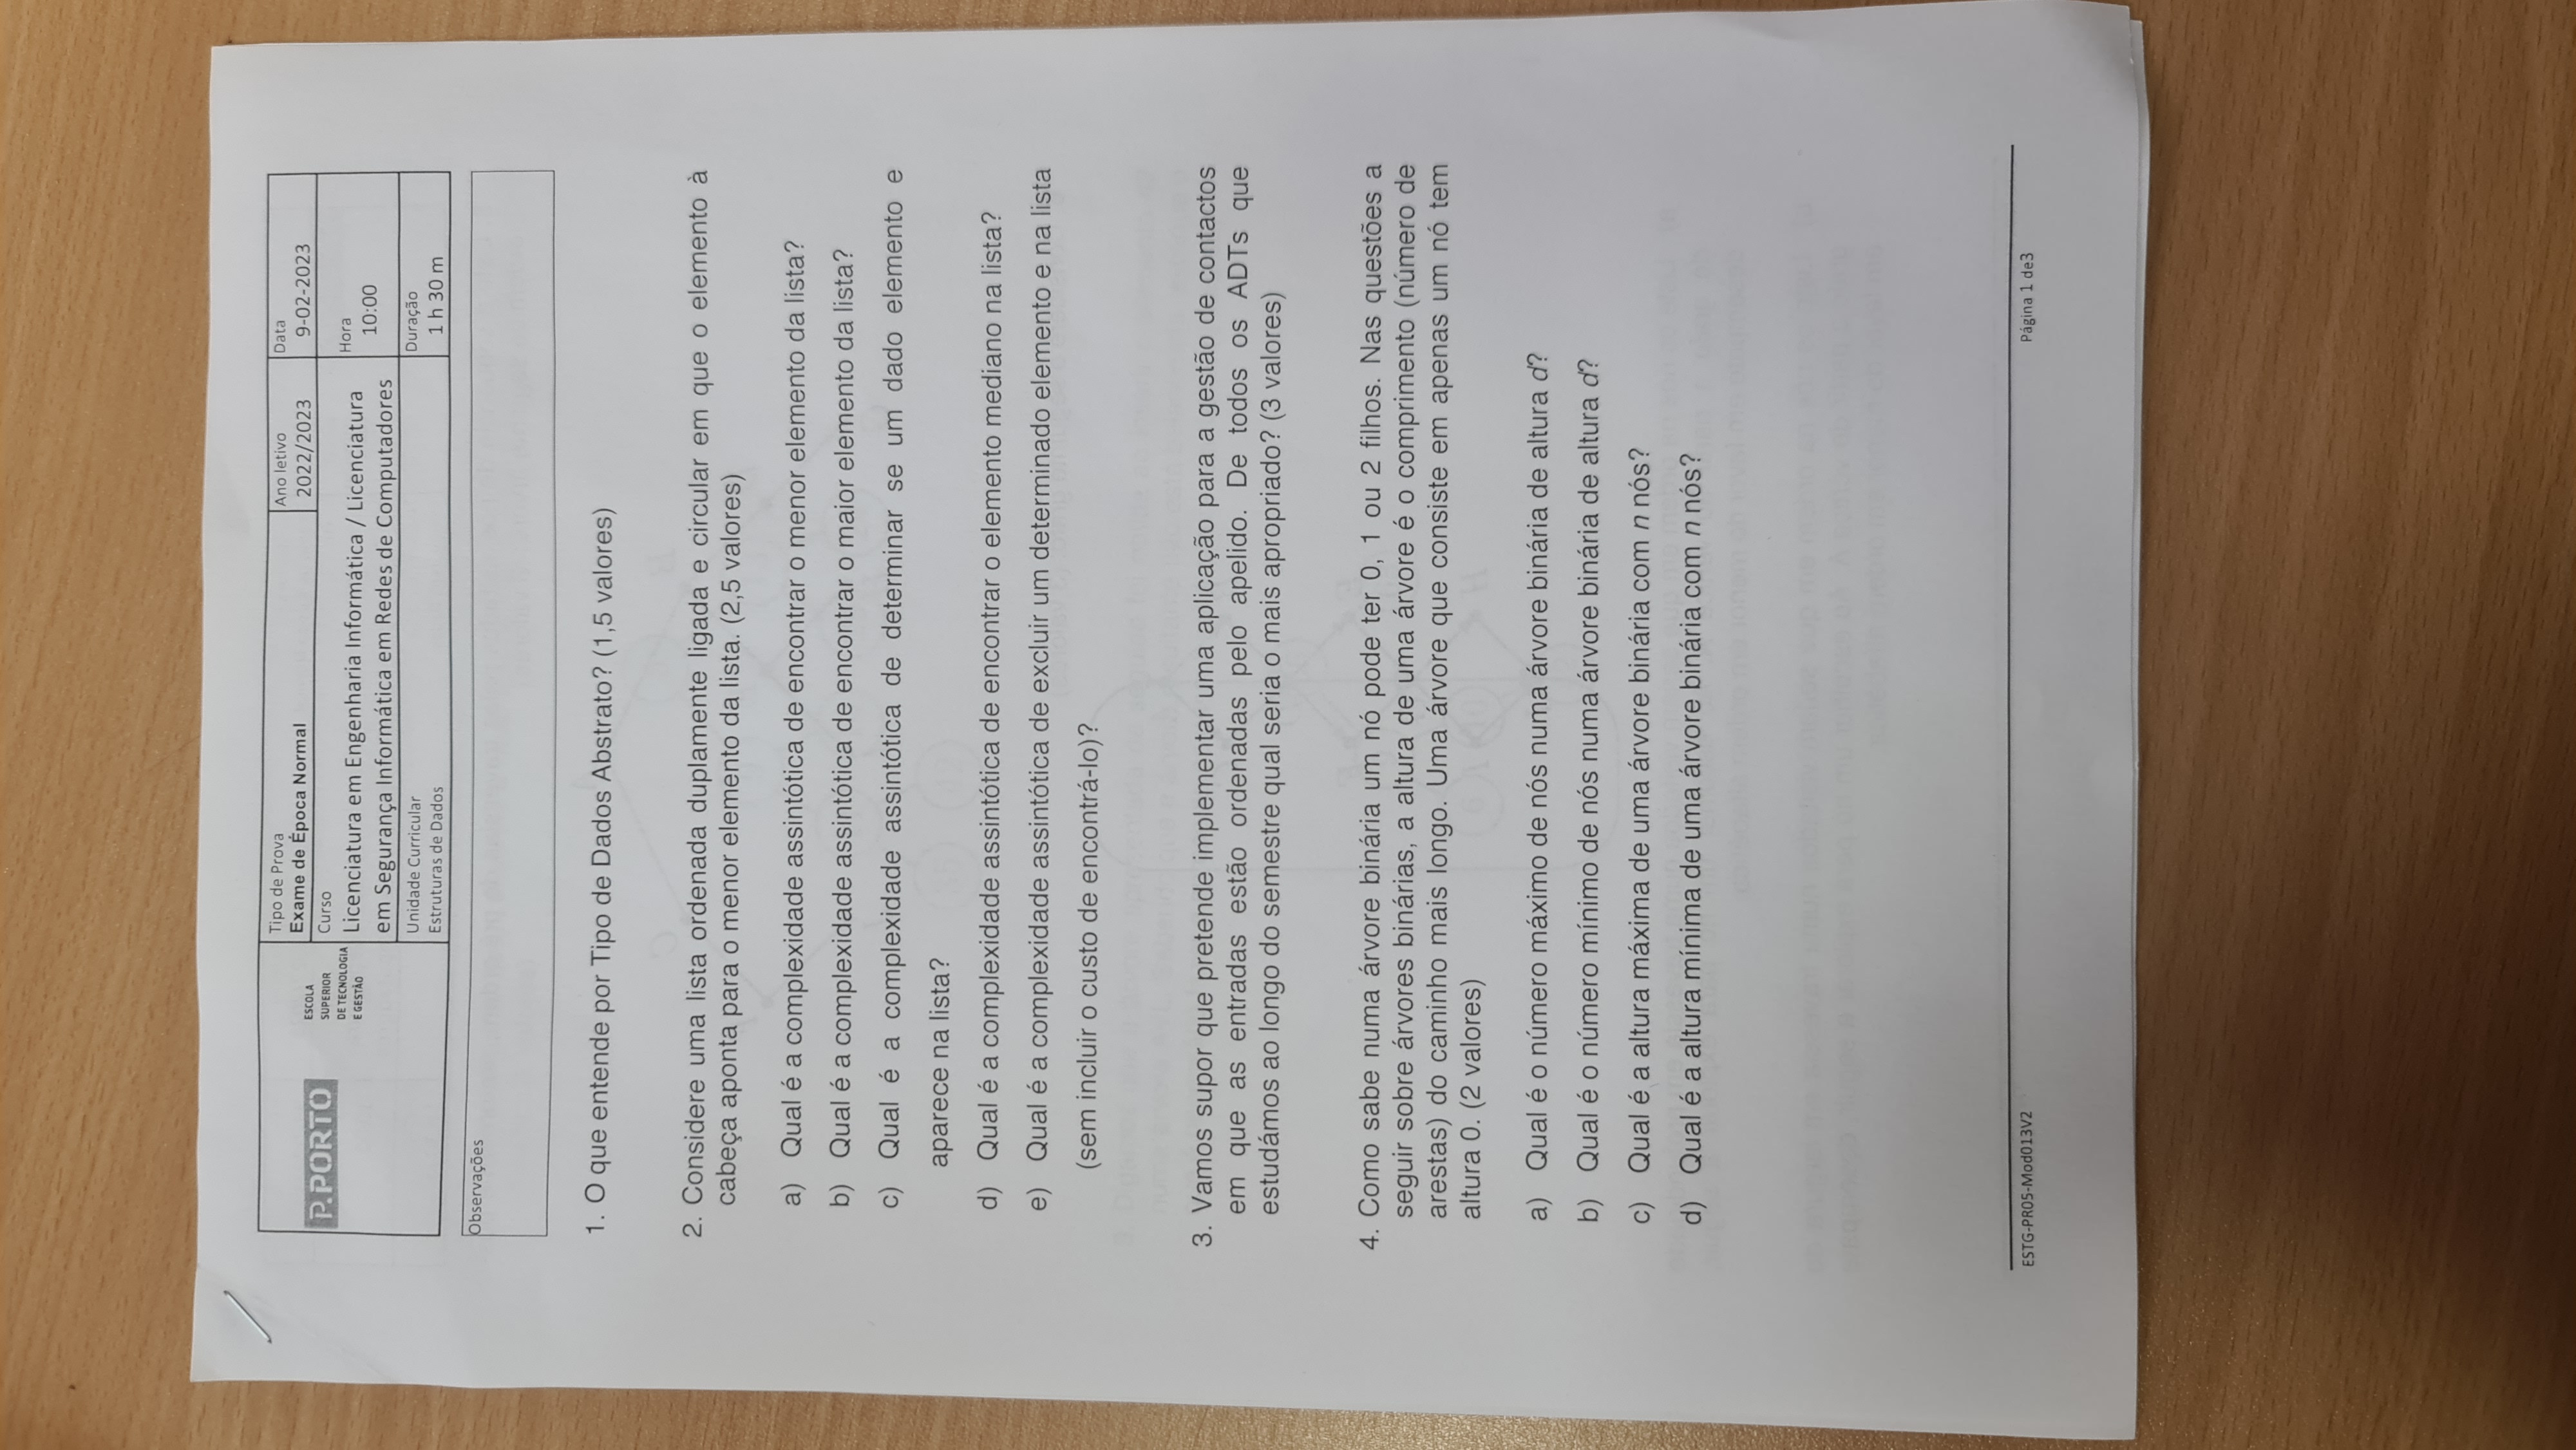 P.PORTO
ESCOLA
SUPERIOR
DE TECNOLOGIA
E GESTÃO
Tipo de Prova
Exame de Época Normal
Ano letivo
2022/2023
Data
9-02-2023
Curso
Licenciatura em Engenharia Informática / Licenciatura
em Segurança Informática em Redes de Computadores
Hora
10:00
Unidade Curricular
Estruturas de Dados
Duração
1 h 30 m
Observações
1. O que entende por Tipo de Dados Abstrato? (1,5 valores)
2. Considere uma lista ordenada duplamente ligada e circular em que o elemento à
cabeça aponta para o menor elemento da lista. (2,5 valores)
a) Qual é a complexidade assintótica de encontrar o menor elemento da lista?
b) Qual é a complexidade assintótica de encontrar o maior elemento da lista?
c) Qual é a complexidade assintótica de determinar se um dado elemento e
aparece na lista?
d) Qual é a complexidade assintótica de encontrar o elemento mediano na lista?
e) Qual é a complexidade assintótica de excluir um determinado elemento e na lista
(sem incluir o custo de encontrá-lo)?
3. Vamos supor que pretende implementar uma aplicação para a gestão de contactos
em que as entradas estão ordenadas pelo apelido. De todos os ADTs que
estudámos ao longo do semestre qual seria o mais apropriado? (3 valores)
4. Como sabe numa árvore binária um nó pode ter 0, 1 ou 2 filhos. Nas questões a
seguir sobre árvores binárias, a altura de uma árvore é o comprimento (número de
arestas) do caminho mais longo. Uma árvore que consiste em apenas um nó tem
altura 0. (2 valores)
a) Qual é o número máximo de nós numa árvore binária de altura d?
b) Qual é o número mínimo de nós numa árvore binária de altura d?
c) Qual é a altura máxima de uma árvore binária com n nós?
d) Qual é a altura mínima de uma árvore binária com n nós?
ESTG-PR05-Mod013V2
Página 1 de3